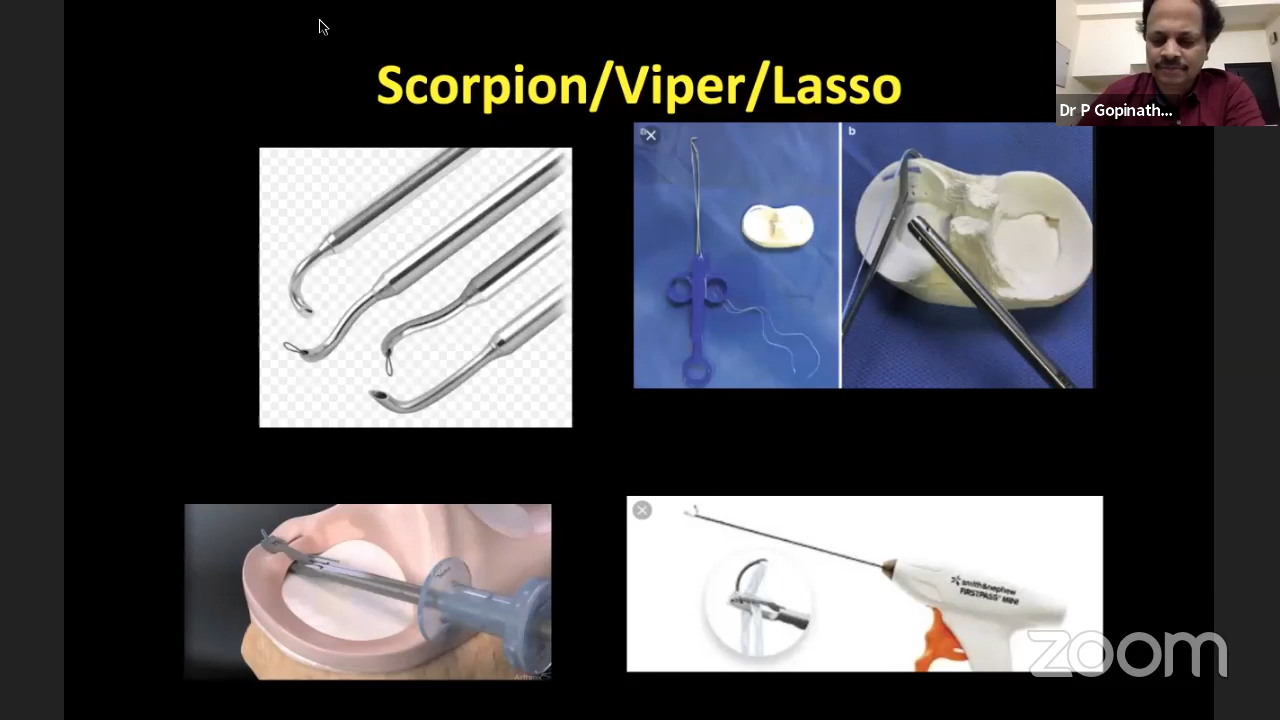 Scorpion/Viper/Lasso
Dr P Gopinath...
b
smith&nephew
FIRSTPASS® MINI
zoom